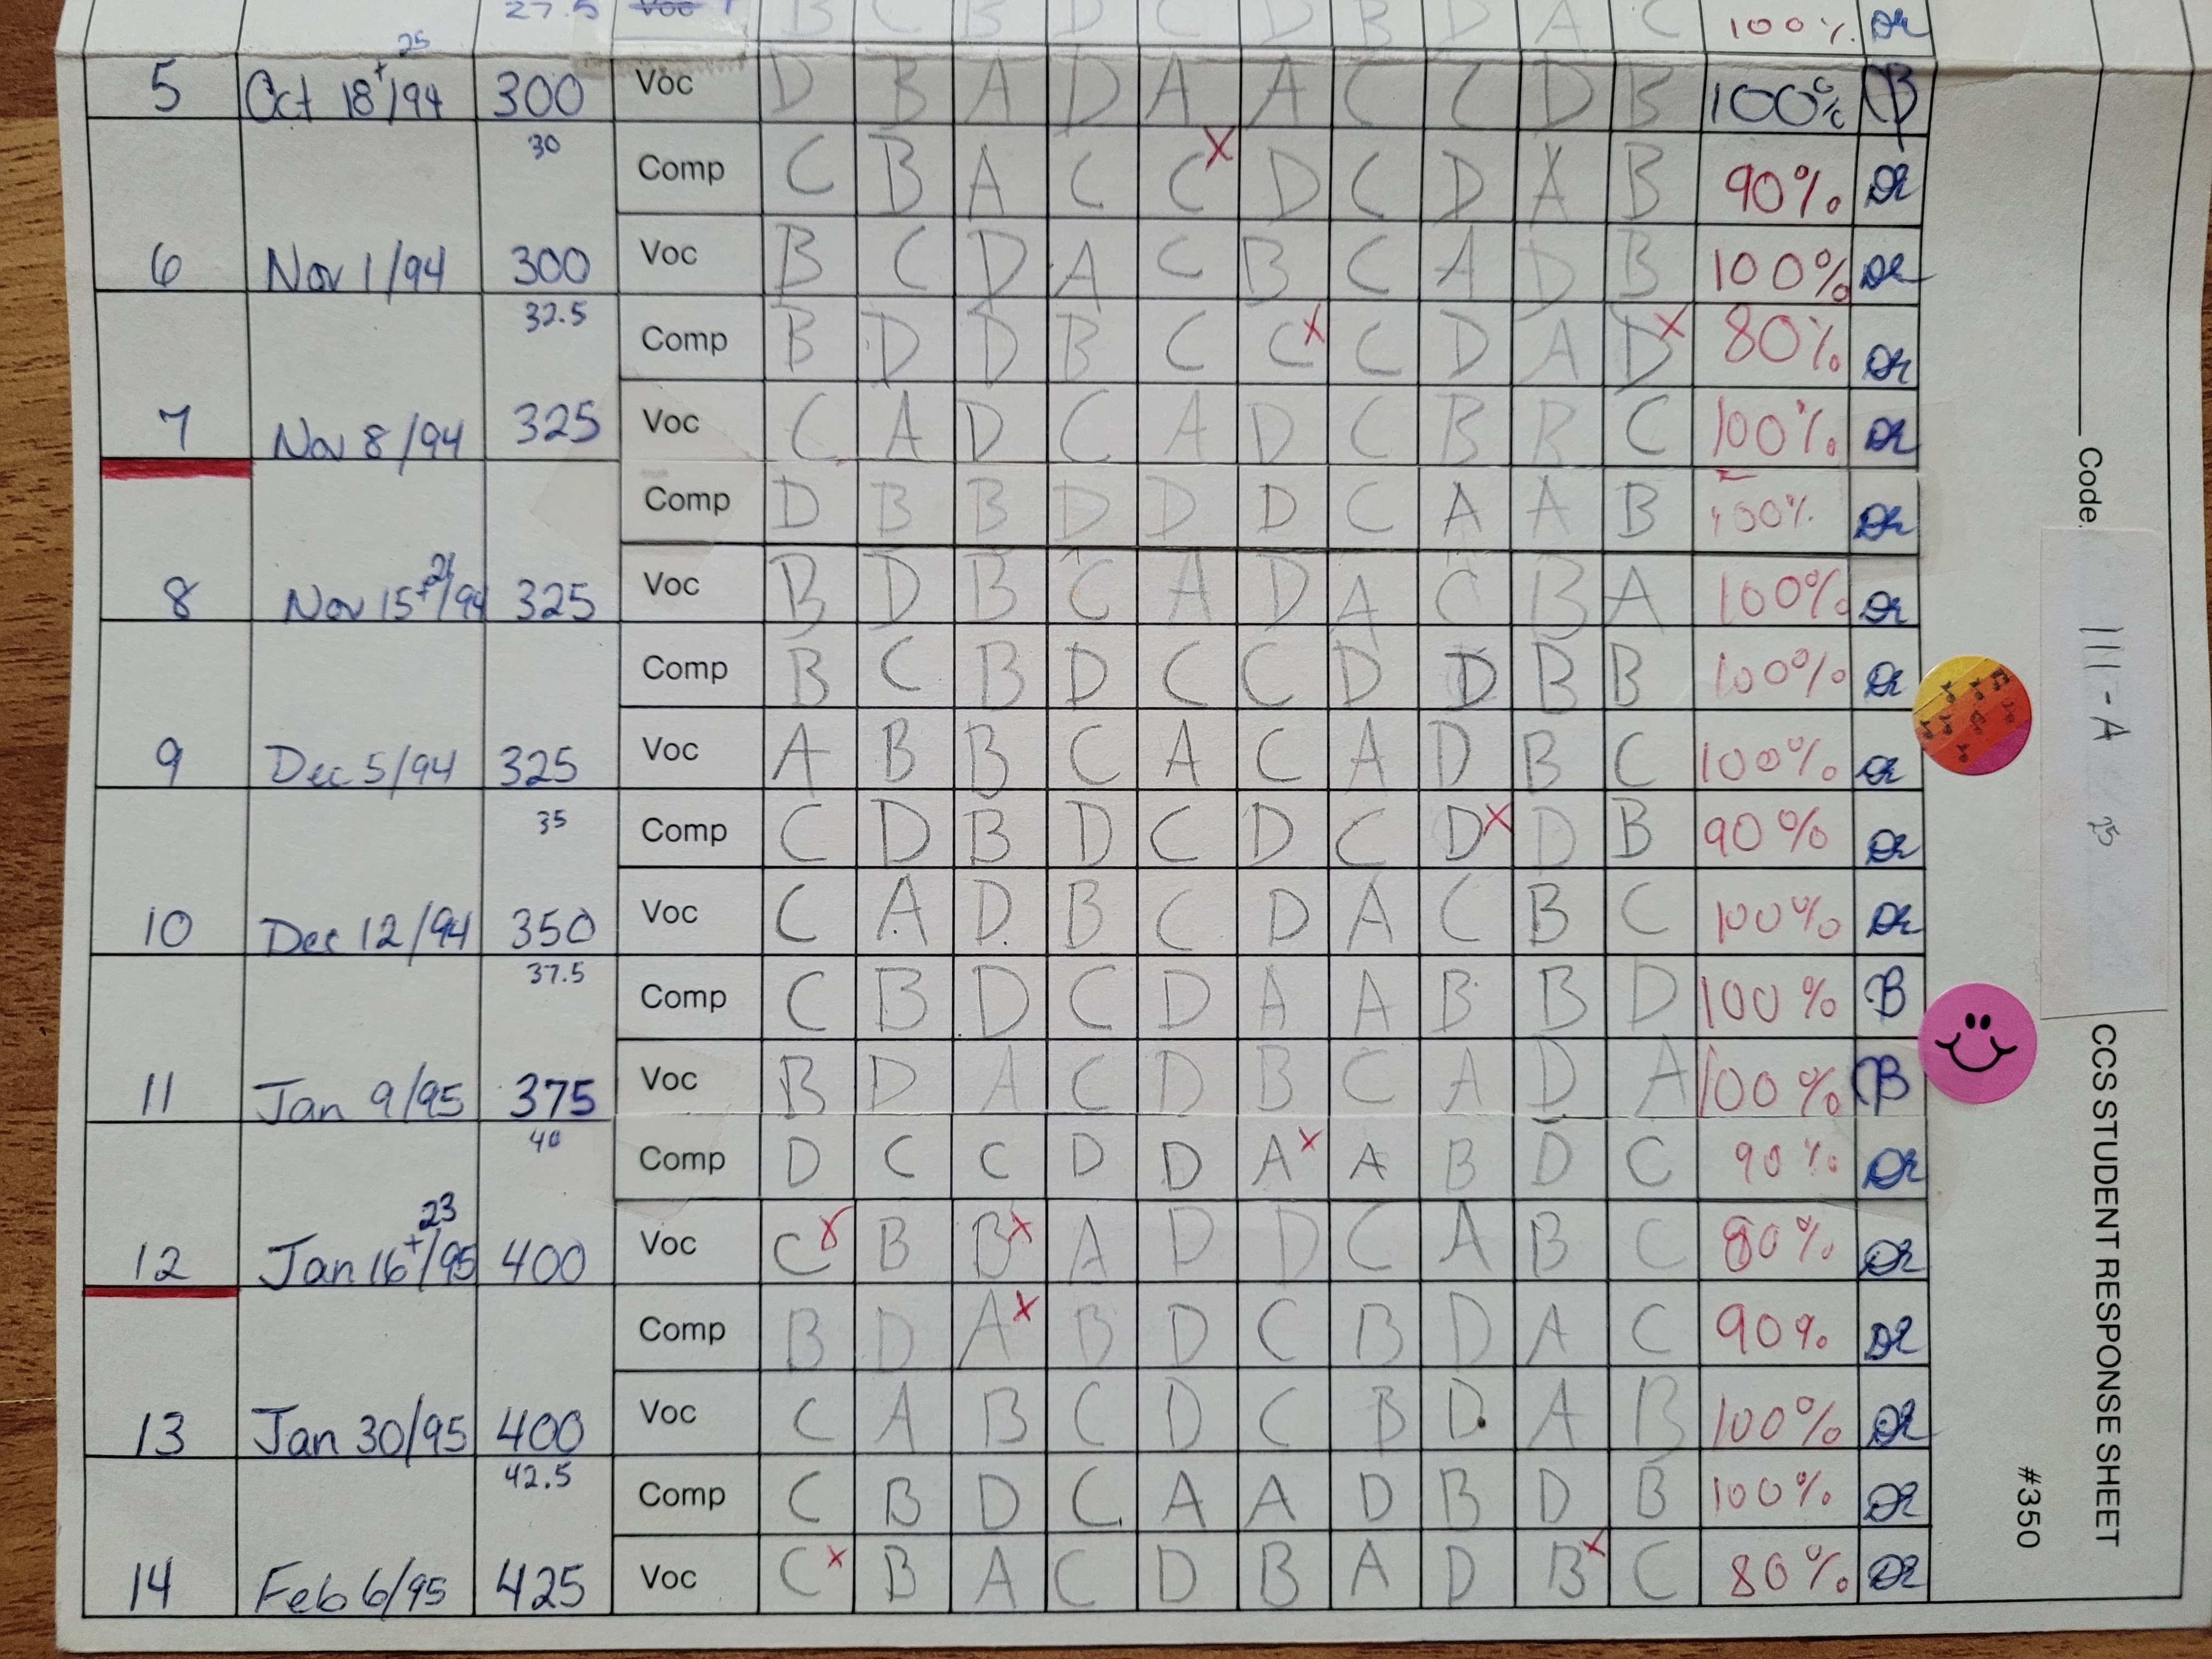 27.5 Voc B C B D C D B D A C 100% DR
25
5 Oct 18+/94 300 Voc D B A D A A C C D B 100% B
30 Comp C B A C C X D C D A B 90% DR
6 Nov 1/94 300 Voc B C D A C B C A D B 100% DR
32.5 Comp B D D B C C X C D A D X 80% DR
7 Nov 8/94 325 Voc C A D C A D C B B C 100% DR
Comp D B B D D D C A A B 100% DR
21
8 Nov 15+/94 325 Voc B D B C A D A C B A 100% DR
Comp B C B D C C D D B B 100% DR
9 Dec 5/94 325 Voc A B B C A C A D B C 100% DR
35 Comp C D B D C D C D X D B 90% DR
10 Dec 12/94 350 Voc C A D B C D A C B C 100% DR
37.5 Comp C B D C D A A B B D 100% B
11 Jan 9/95 375 Voc B D A C D B C A D A 100% B
40 Comp D C C D D A X A B D C 90% DR
23
12 Jan 16+/95 400 Voc C X B B X A D D C A B C 80% DR
Comp B D A X B D C B D A C 90% DR
13 Jan 30/95 400 Voc C A B C D C B D A B 100% DR
42.5 Comp C B D C A A D B D B 100% DR
14 Feb 6/95 425 Voc C X B A C D B A D B X C 80% DR
Code
111-A 25
CCS STUDENT RESPONSE SHEET
#350